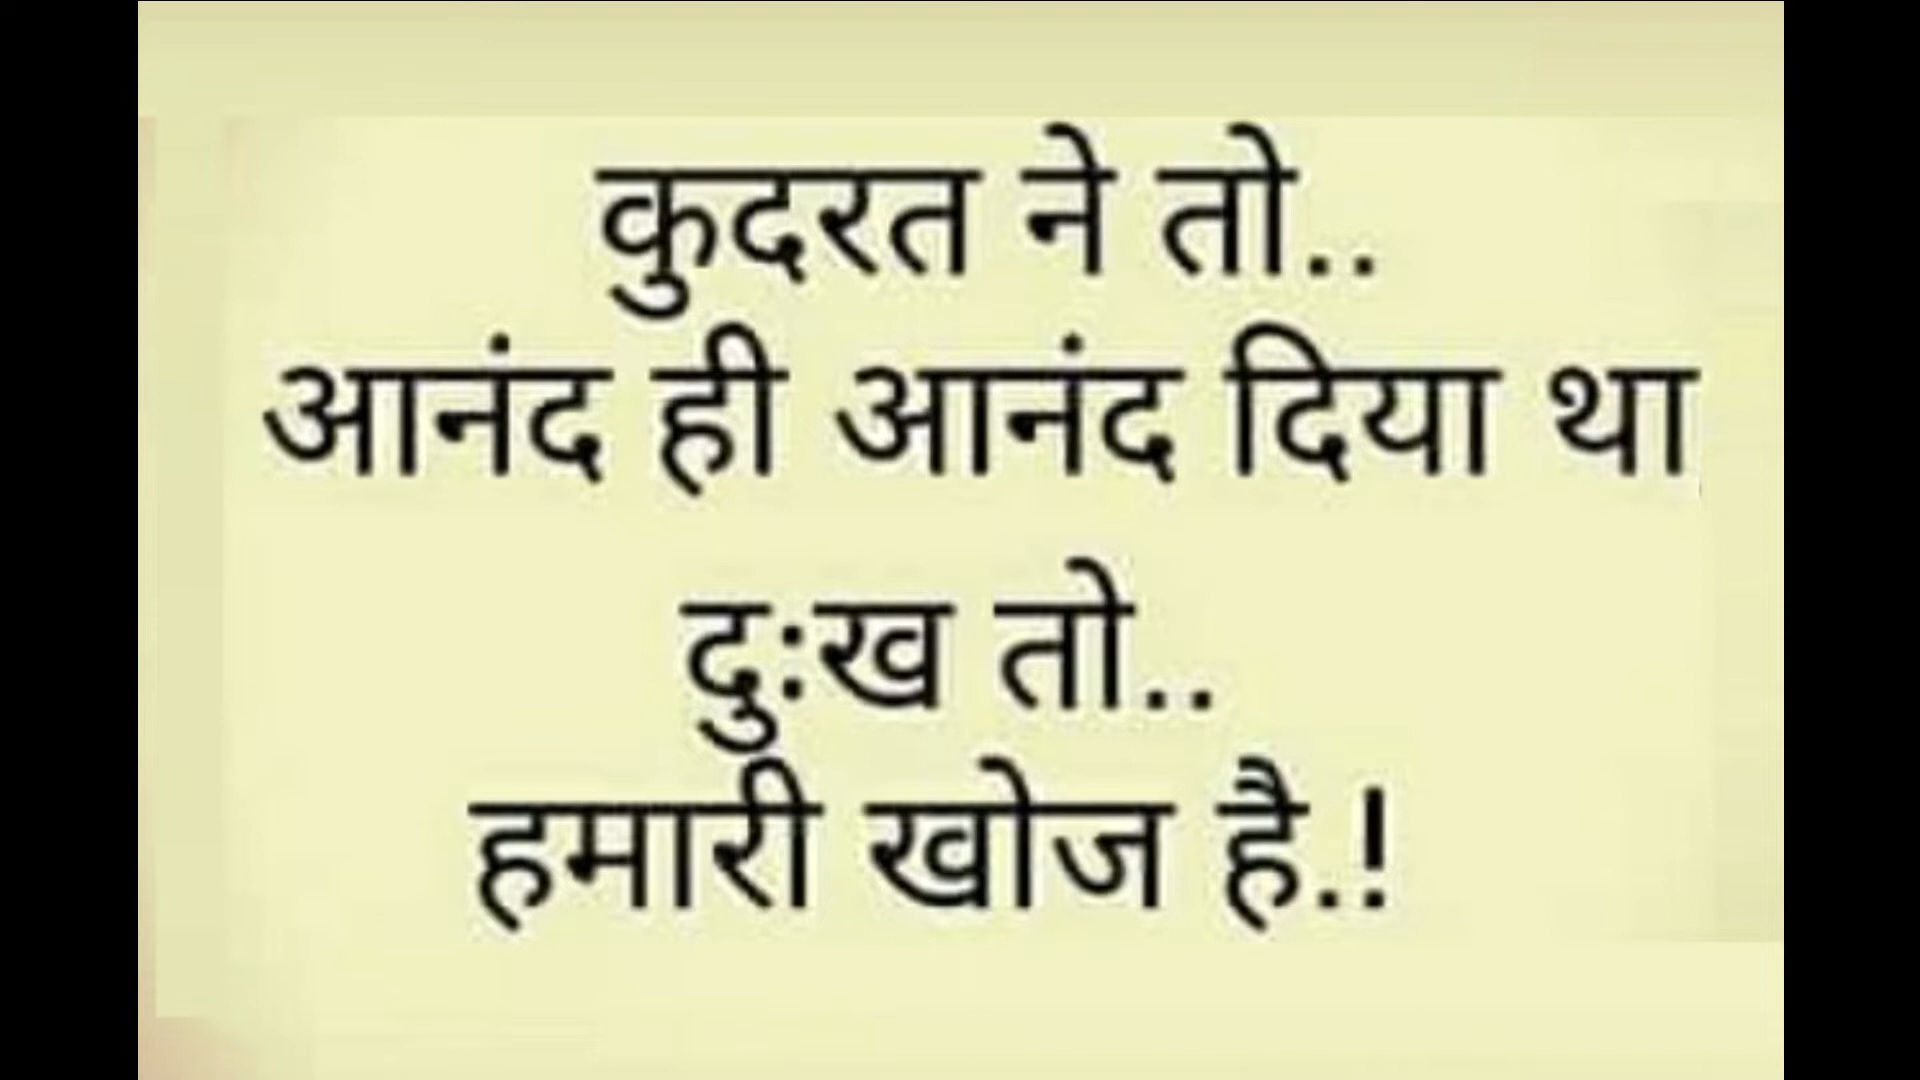 कुदरत ने तो..
आनंद ही आनंद दिया था
दु:ख तो..
हमारी खोज है.!